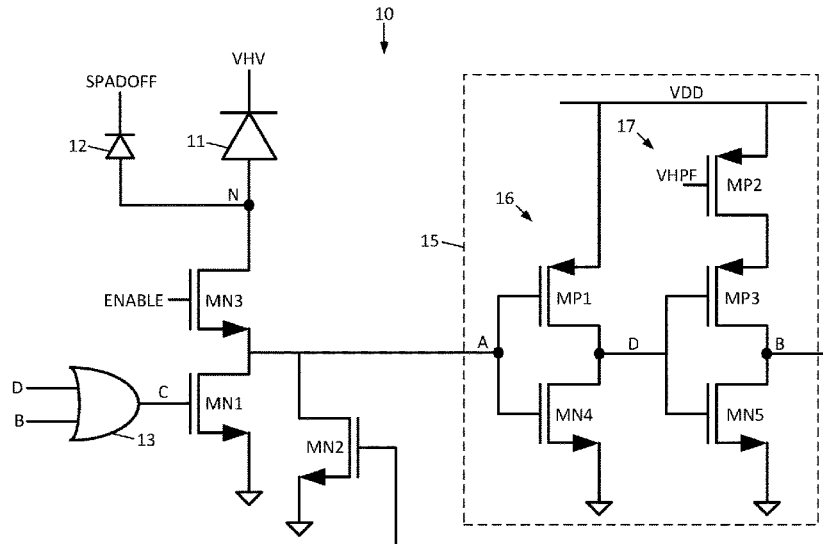 10
VHV
SPADOFF
VDD
12
11
17
VHPF
MP2
N
16
15
ENABLE
MN3
MP1
MP3
A
D
B
D
C
MN1
B
13
MN2
MN4
MN5